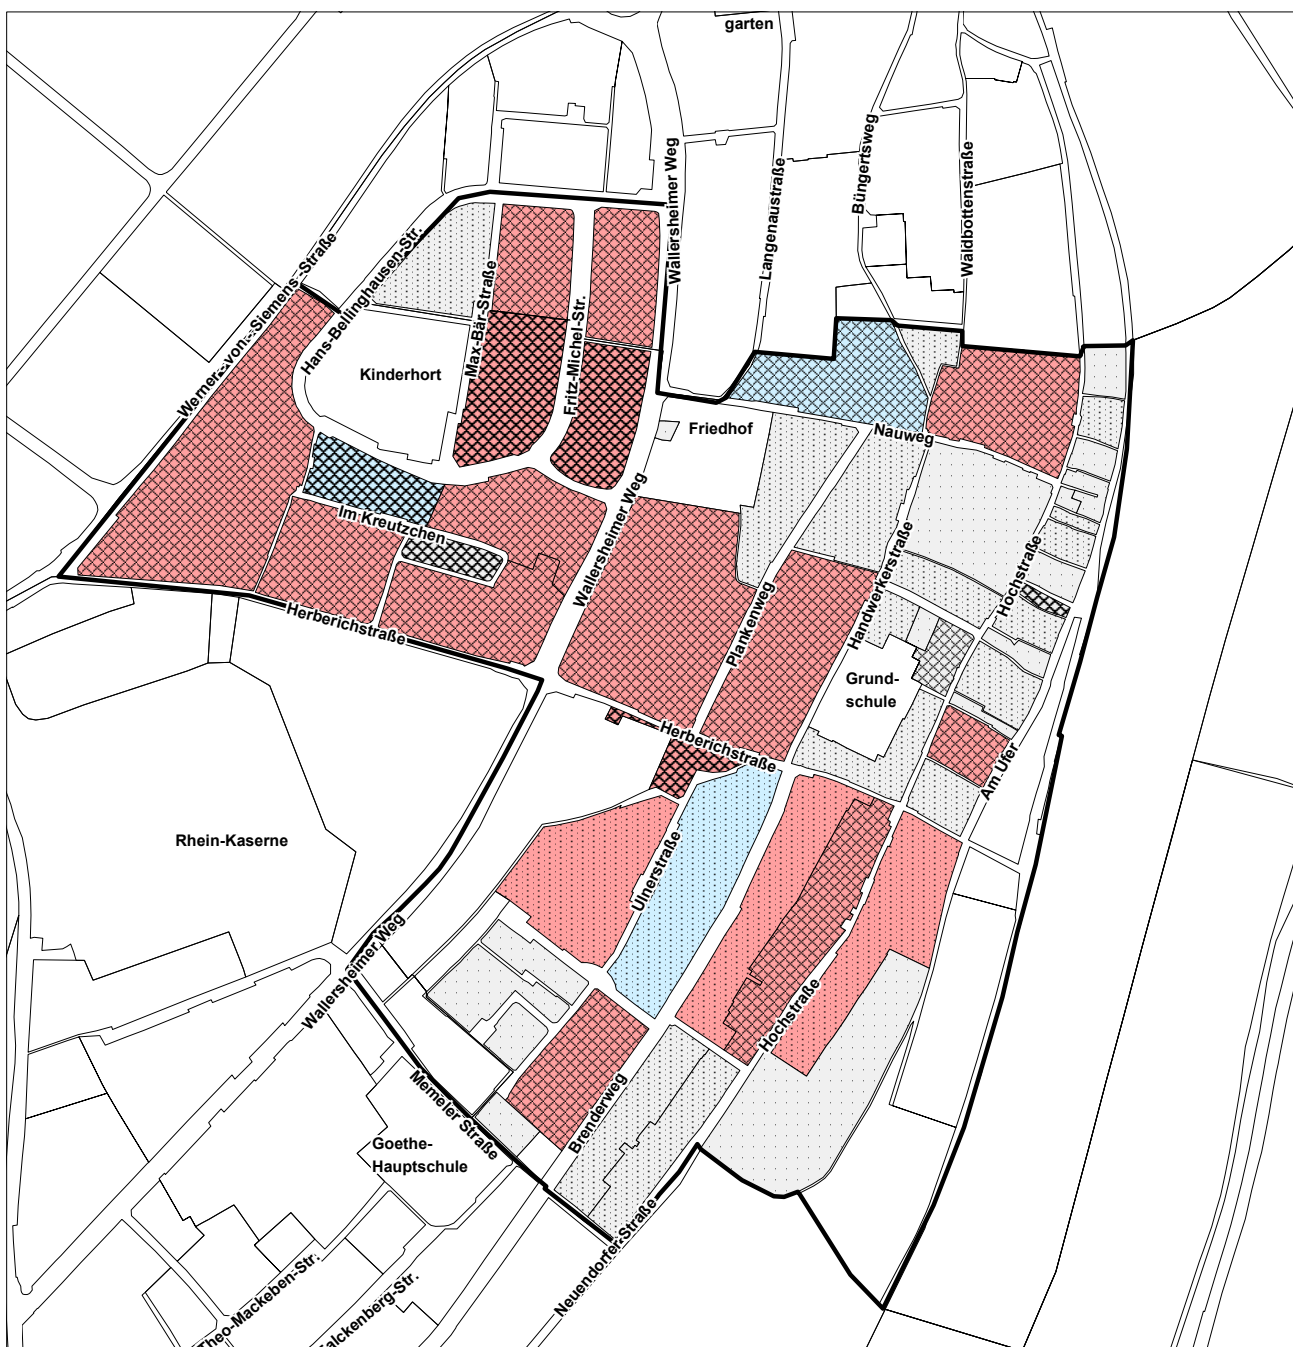 garten
Wallersheimer Weg
Langenaustraße
Büngertsweg
Waldbottenstraße
Werner-von-Siemens-Straße
Hans-Bellinghausen-Str.
Max-Bär-Straße
Fritz-Michel-Str.
Kinderhort
Friedhof
Nauweg
Im Kreutzchen
Wallersheimer Weg
Handwerkerstraße
Hochstraße
Plankenweg
Herberichstraße
Grund-
schule
Herberichstraße
Am Ufer
Rhein-Kaserne
Ulnerstraße
Wallersheimer Weg
Hochstraße
Memeler Straße
Brenderweg
Goethe-
Hauptschule
Neuendorfer Straße
Theo-Mackeben-Str.
alckenberg-Str.